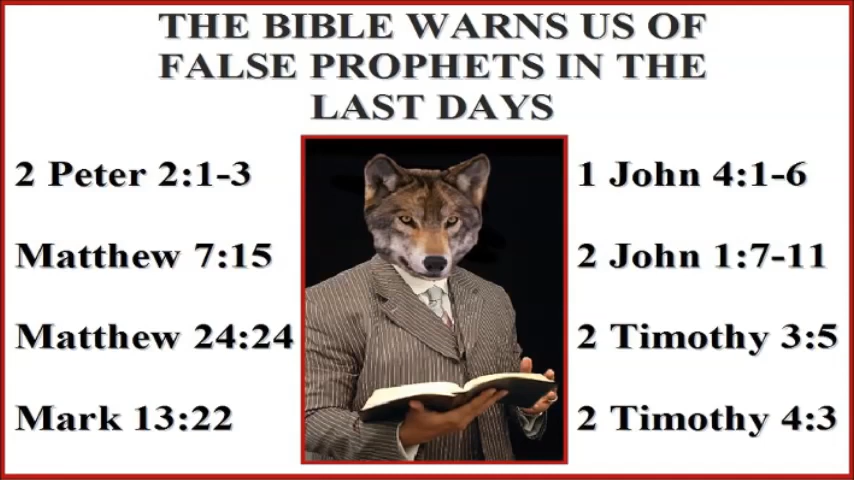 THE BIBLE WARNS US OF
FALSE PROPHETS IN THE
LAST DAYS
2 Peter 2:1-3
Matthew 7:15
Matthew 24:24
Mark 13:22
1 John 4:1-6
2 John 1:7-11
2 Timothy 3:5
2 Timothy 4:3